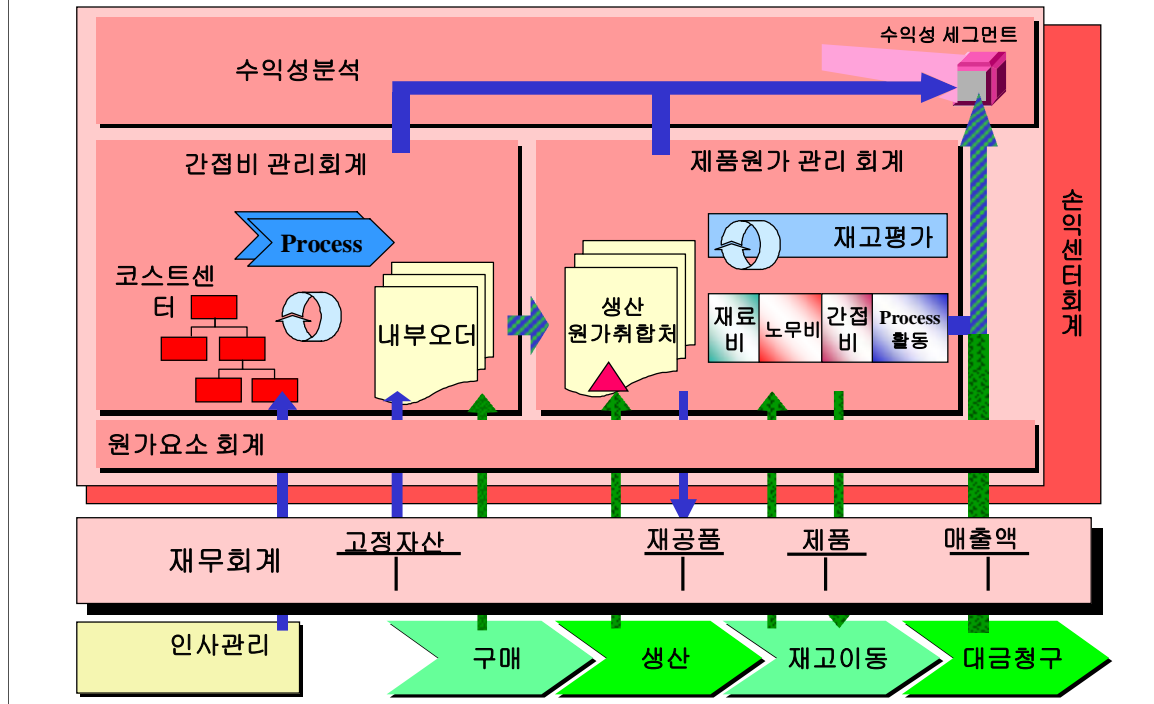 수익성 세그먼트
수익성분석
간접비 관리회계
제품원가 관리 회계
손익센터회계
Process
재고평가
코스트센
터
내부오더
생산
원가취합처
재료
비
노무비
간접
비
Process
활동
원가요소 회계
재무회계
고정자산
재공품
제품
매출액
인사관리
구매
생산
재고이동
대금청구